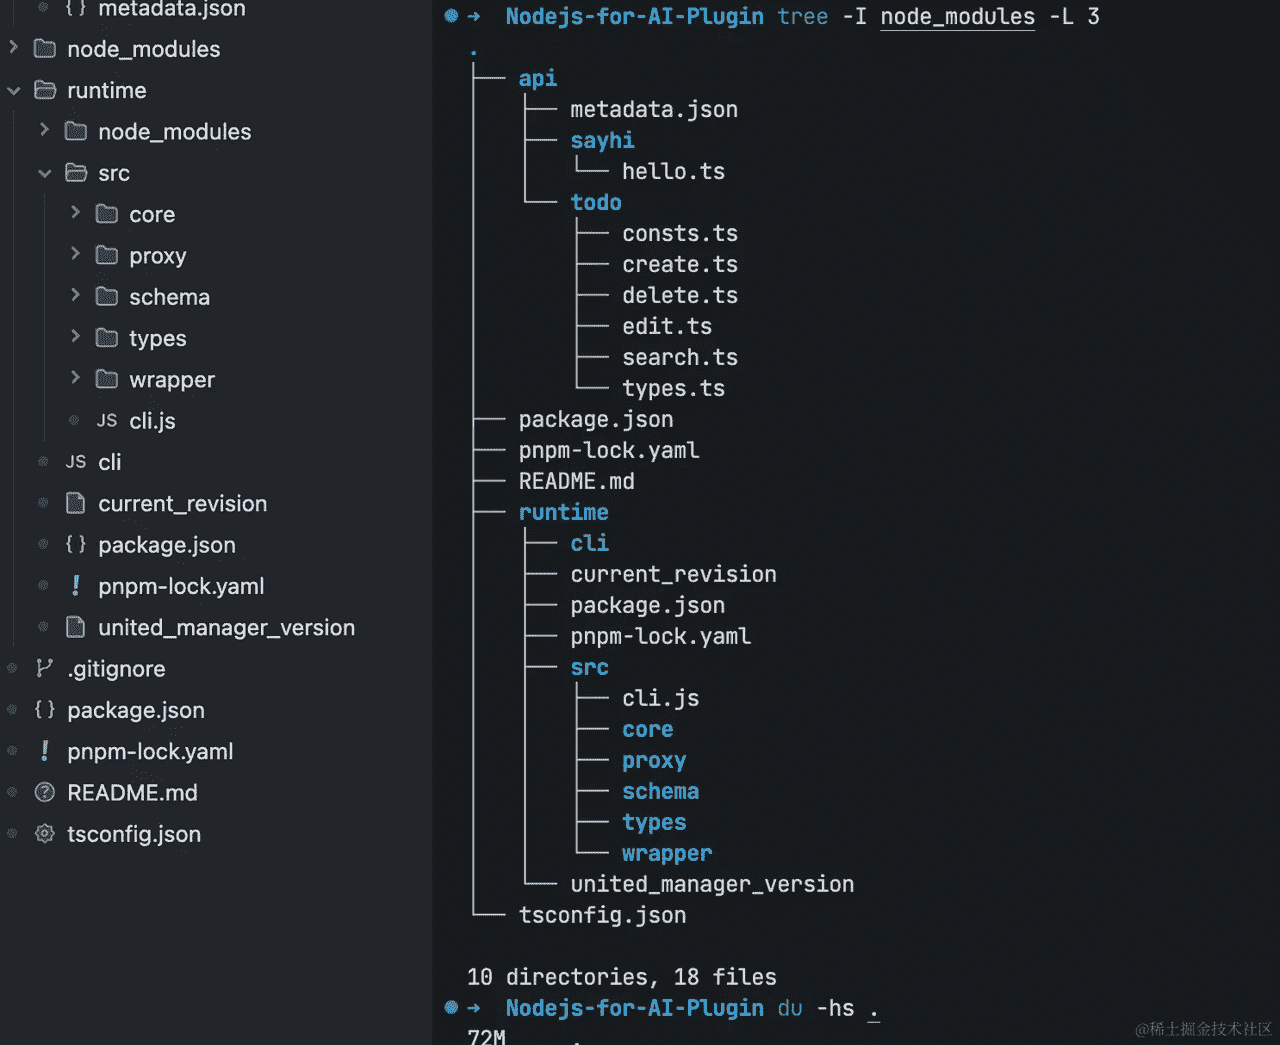 metadata.json
node_modules
runtime
node_modules
src
core
proxy
schema
types
wrapper
JS cli.js
JS cli
current_revision
{} package.json
! pnpm-lock.yaml
united_manager_version
.gitignore
{} package.json
! pnpm-lock.yaml
README.md
tsconfig.json
→ Nodejs-for-AI-Plugin tree -I node_modules -L 3
.
├── api
│   ├── metadata.json
│   ├── sayhi
│   │   └── hello.ts
│   └── todo
│       ├── consts.ts
│       ├── create.ts
│       ├── delete.ts
│       ├── edit.ts
│       ├── search.ts
│       └── types.ts
├── package.json
├── pnpm-lock.yaml
├── README.md
├── runtime
│   ├── cli
│   ├── current_revision
│   ├── package.json
│   ├── pnpm-lock.yaml
│   ├── src
│   │   ├── cli.js
│   │   ├── core
│   │   ├── proxy
│   │   ├── schema
│   │   ├── types
│   │   └── wrapper
│   └── united_manager_version
└── tsconfig.json
10 directories, 18 files
→ Nodejs-for-AI-Plugin du -hs .
72M .
@稀土掘金技术社区